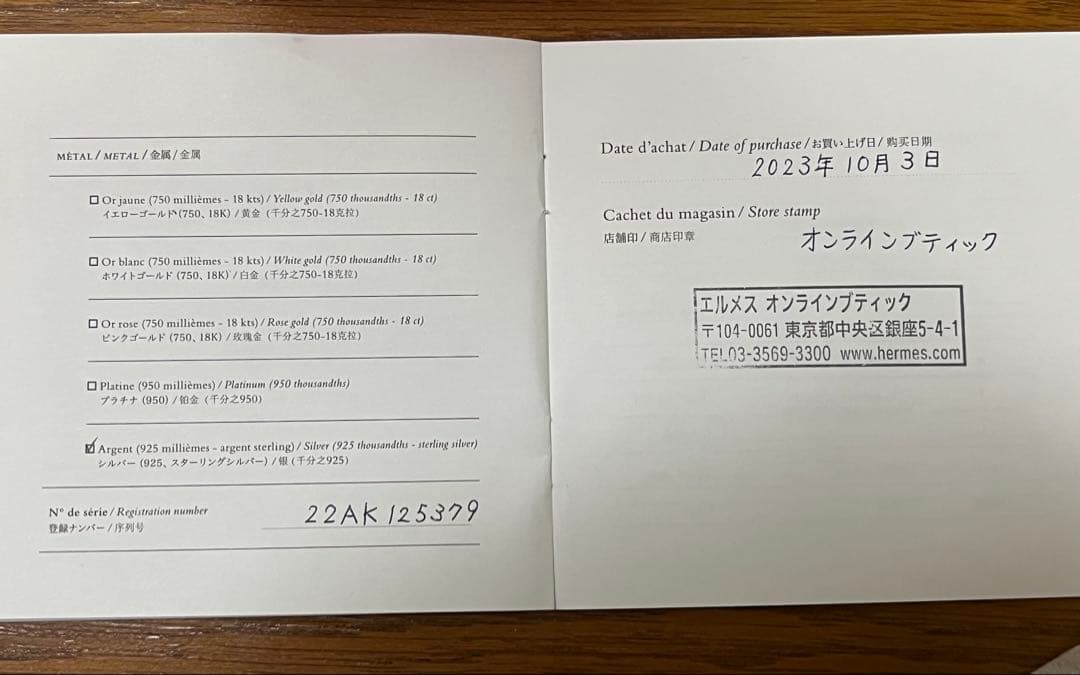 MÉTAL / METAL / 金属 / 金属
Or jaune (750 millièmes - 18 kts) / Yellow gold (750 thousandths - 18 ct)
イエローゴールド (750、18K) / 黄金（千分之750-18克拉）
Or blanc (750 millièmes - 18 kts) / White gold (750 thousandths - 18 ct)
ホワイトゴールド (750、18K) / 白金（千分之750-18克拉）
Or rose (750 millièmes - 18 kts) / Rose gold (750 thousandths - 18 ct)
ピンクゴールド (750、18K) / 玫瑰金（千分之750-18克拉）
Platine (950 millièmes) / Platinum (950 thousandths)
プラチナ (950) / 铂金（千分之950）
Argent (925 millièmes - argent sterling) / Silver (925 thousandths - sterling silver)
シルバー (925、スターリングシルバー) / 银（千分之925）
N° de série / Registration number
登録ナンバー / 序列号
22AK125379
Date d'achat / Date of purchase / お買い上げ日 / 购买日期
2023年10月3日
Cachet du magasin / Store stamp
店舗印 / 商店印章
オンラインブティック
エルメス オンラインブティック
〒104-0061 東京都中央区銀座5-4-1
TEL03-3569-3300 www.hermes.com